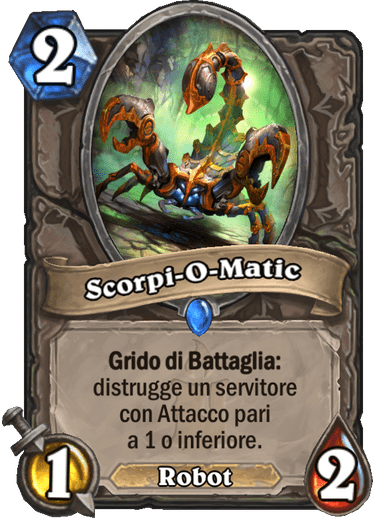 2
Scorpi-O-Matic
Grido di Battaglia:
distrugge un servitore
con Attacco pari
a 1 o inferiore.
1
Robot
2